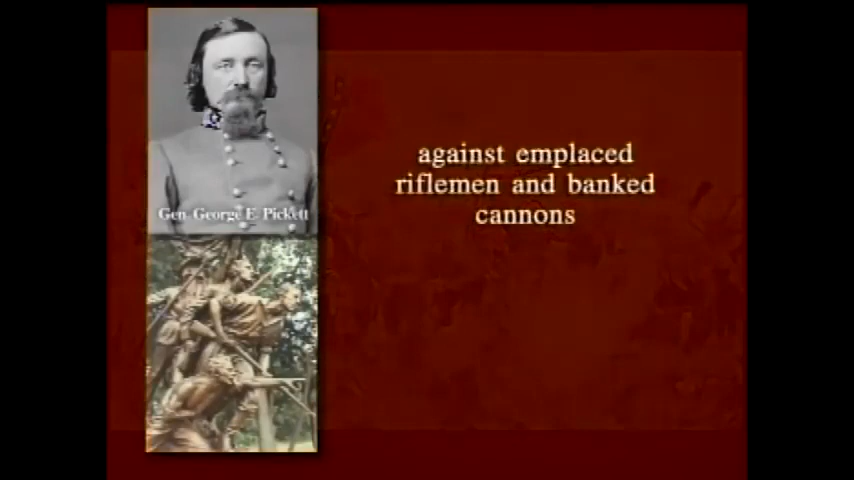 Gen. George E. Pickett
against emplaced
riflemen and banked
cannons